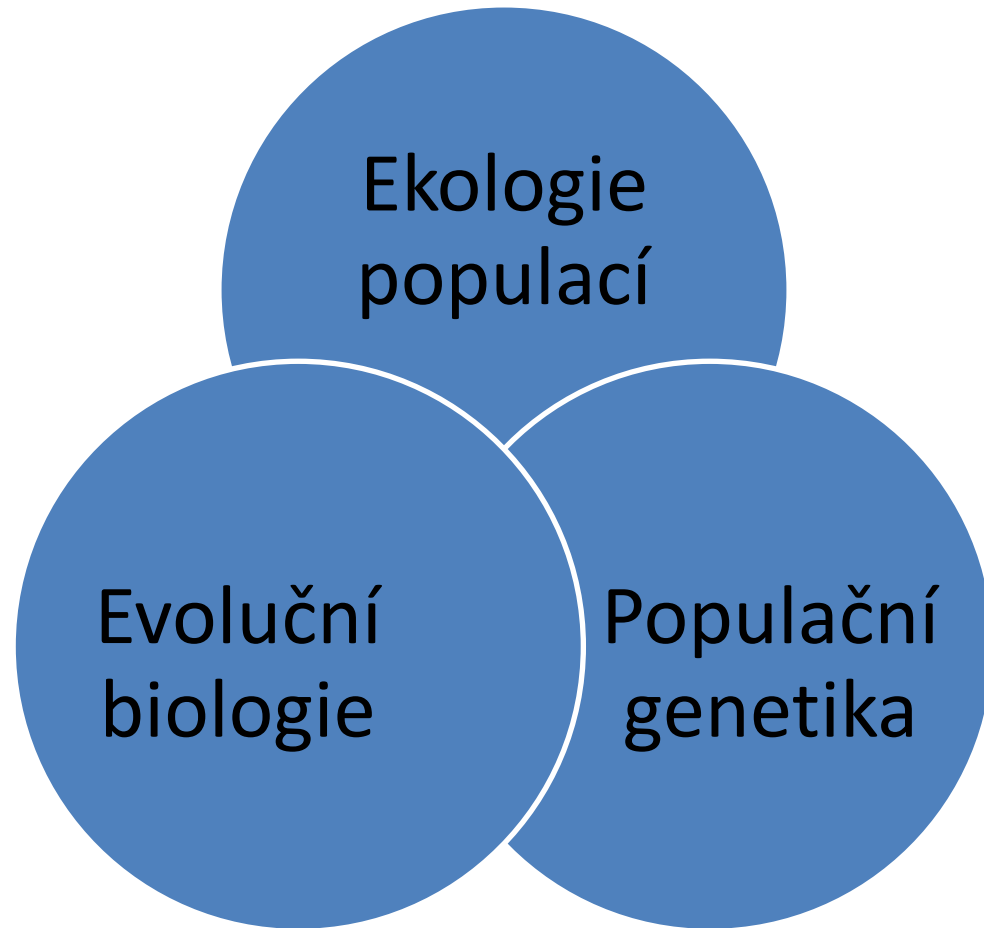 Ekologie
populací
Evoluční
biologie
Populační
genetika